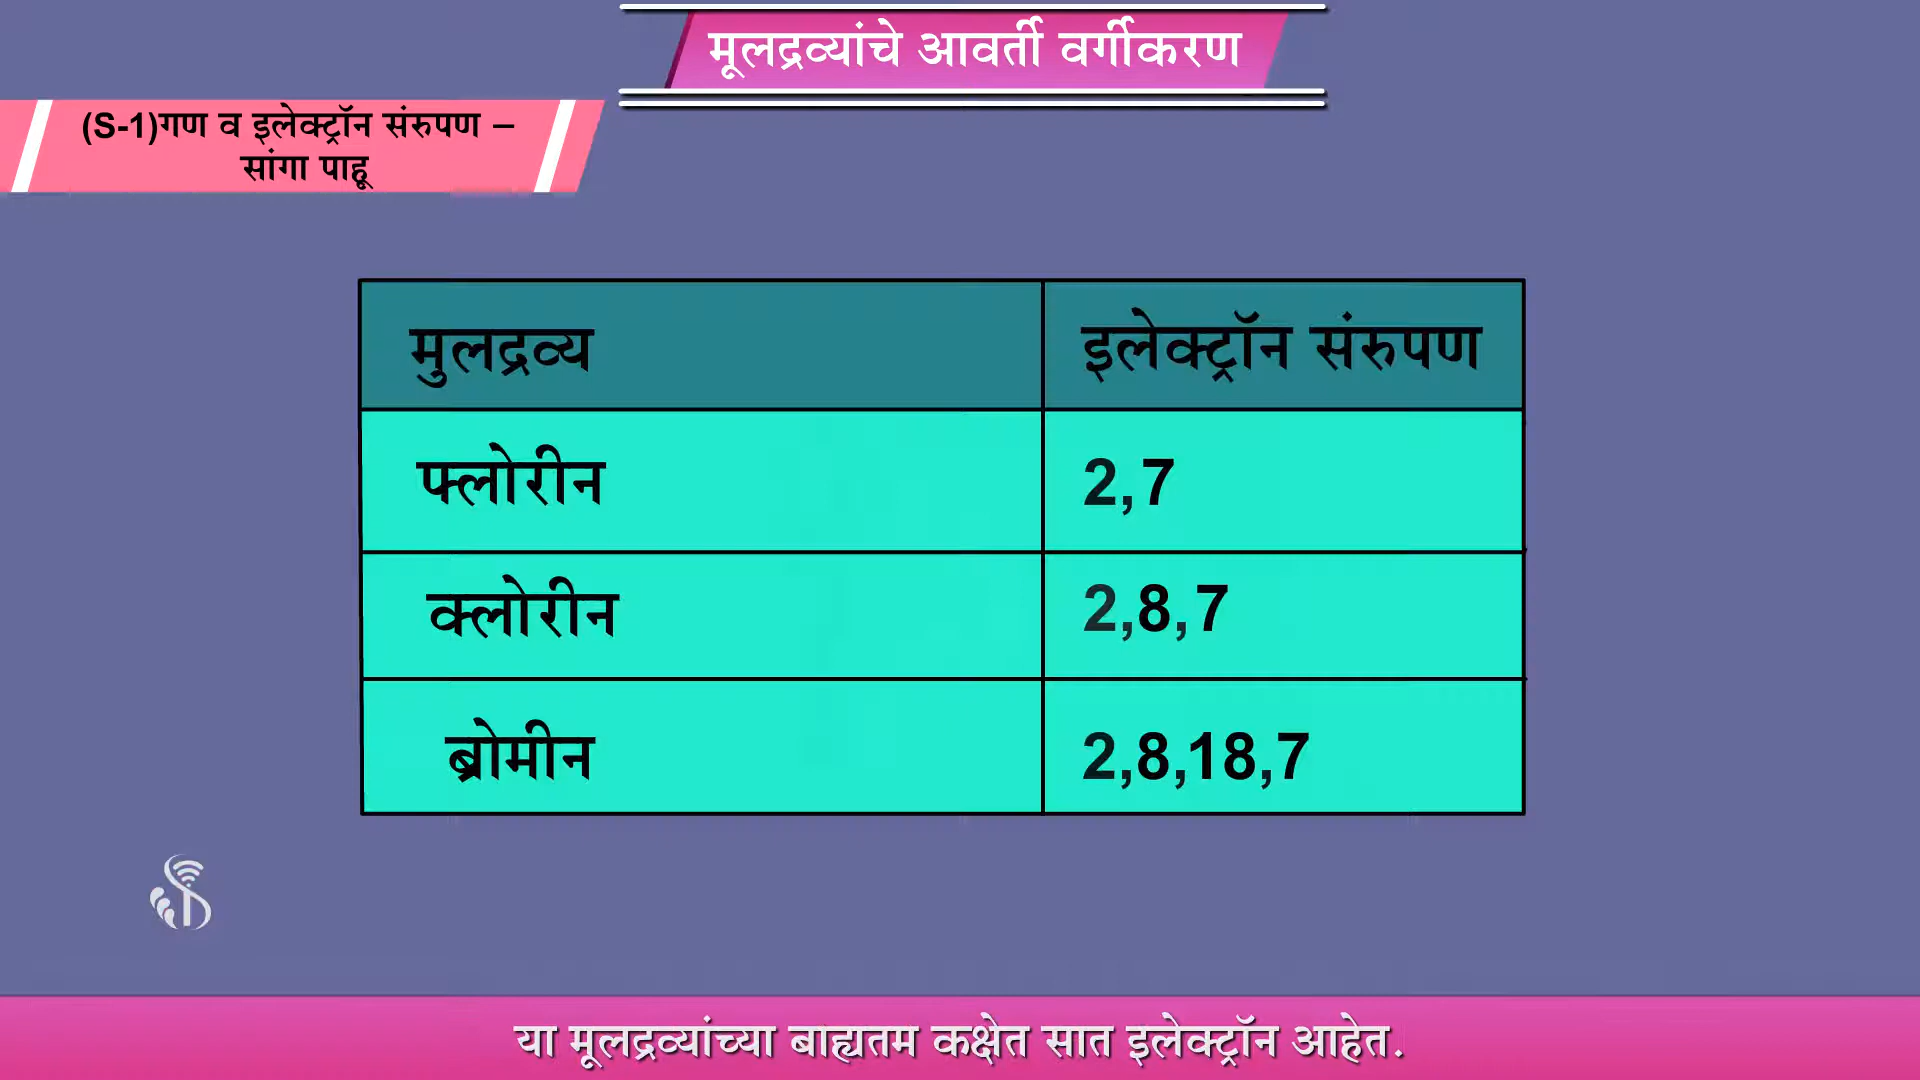 मूलद्रव्यांचे आवर्ती वर्गीकरण
(S-1)गण व इलेक्ट्रॉन संरुपण –
सांगा पाहू
मुलद्रव्य इलेक्ट्रॉन संरुपण
फ्लोरीन 2,7
क्लोरीन 2,8,7
ब्रोमीन 2,8,18,7
या मूलद्रव्यांच्या बाह्यतम कक्षेत सात इलेक्ट्रॉन आहेत.